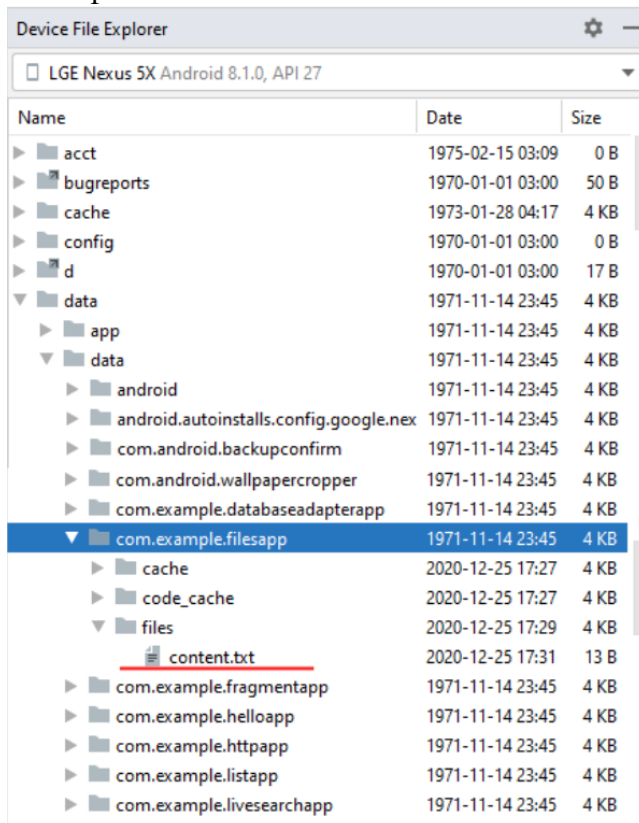 Device File Explorer
LGE Nexus 5X Android 8.1.0, API 27
Name Date Size
acct 1975-02-15 03:09 0 B
bugreports 1970-01-01 03:00 50 B
cache 1973-01-28 04:17 4 KB
config 1970-01-01 03:00 0 B
d 1970-01-01 03:00 17 B
data 1971-11-14 23:45 4 KB
app 1971-11-14 23:45 4 KB
data 1971-11-14 23:45 4 KB
android 1971-11-14 23:45 4 KB
android.autoinstalls.config.google.nex 1971-11-14 23:45 4 KB
com.android.backupconfirm 1971-11-14 23:45 4 KB
com.android.wallpapercropper 1971-11-14 23:45 4 KB
com.example.databaseadapterapp 1971-11-14 23:45 4 KB
com.example.filesapp 1971-11-14 23:45 4 KB
cache 2020-12-25 17:27 4 KB
code_cache 2020-12-25 17:27 4 KB
files 2020-12-25 17:29 4 KB
content.txt 2020-12-25 17:31 13 B
com.example.fragmentapp 1971-11-14 23:45 4 KB
com.example.helloapp 1971-11-14 23:45 4 KB
com.example.httpapp 1971-11-14 23:45 4 KB
com.example.listapp 1971-11-14 23:45 4 KB
com.example.livesearchapp 1971-11-14 23:45 4 KB